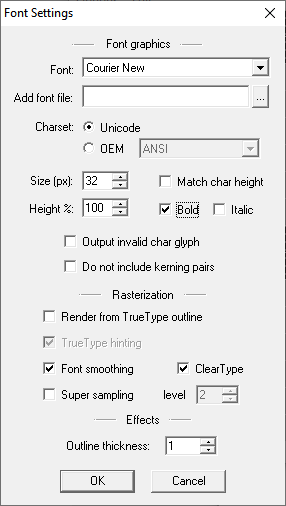 Font Settings
Font graphics
Font: Courier New
Add font file: ...
Charset: Unicode
OEM ANSI
Size (px): 32 Match char height
Height %: 100 Bold Italic
Output invalid char glyph
Do not include kerning pairs
Rasterization
Render from TrueType outline
TrueType hinting
Font smoothing ClearType
Super sampling level 2
Effects
Outline thickness: 1
OK Cancel